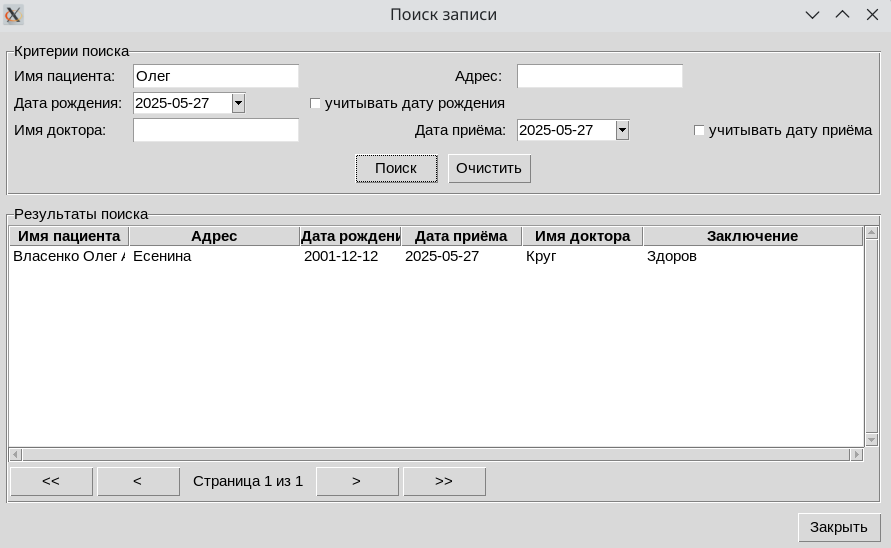 Поиск записи
Критерии поиска
Имя пациента: Олег Адрес:
Дата рождения: 2025-05-27 учитывать дату рождения
Имя доктора: Дата приёма: 2025-05-27 учитывать дату приёма
Поиск Очистить
Результаты поиска
Имя пациента Адрес Дата рождени Дата приёма Имя доктора Заключение
Власенко Олег А Есенина 2001-12-12 2025-05-27 Круг Здоров
<< < Страница 1 из 1 > >>
Закрыть